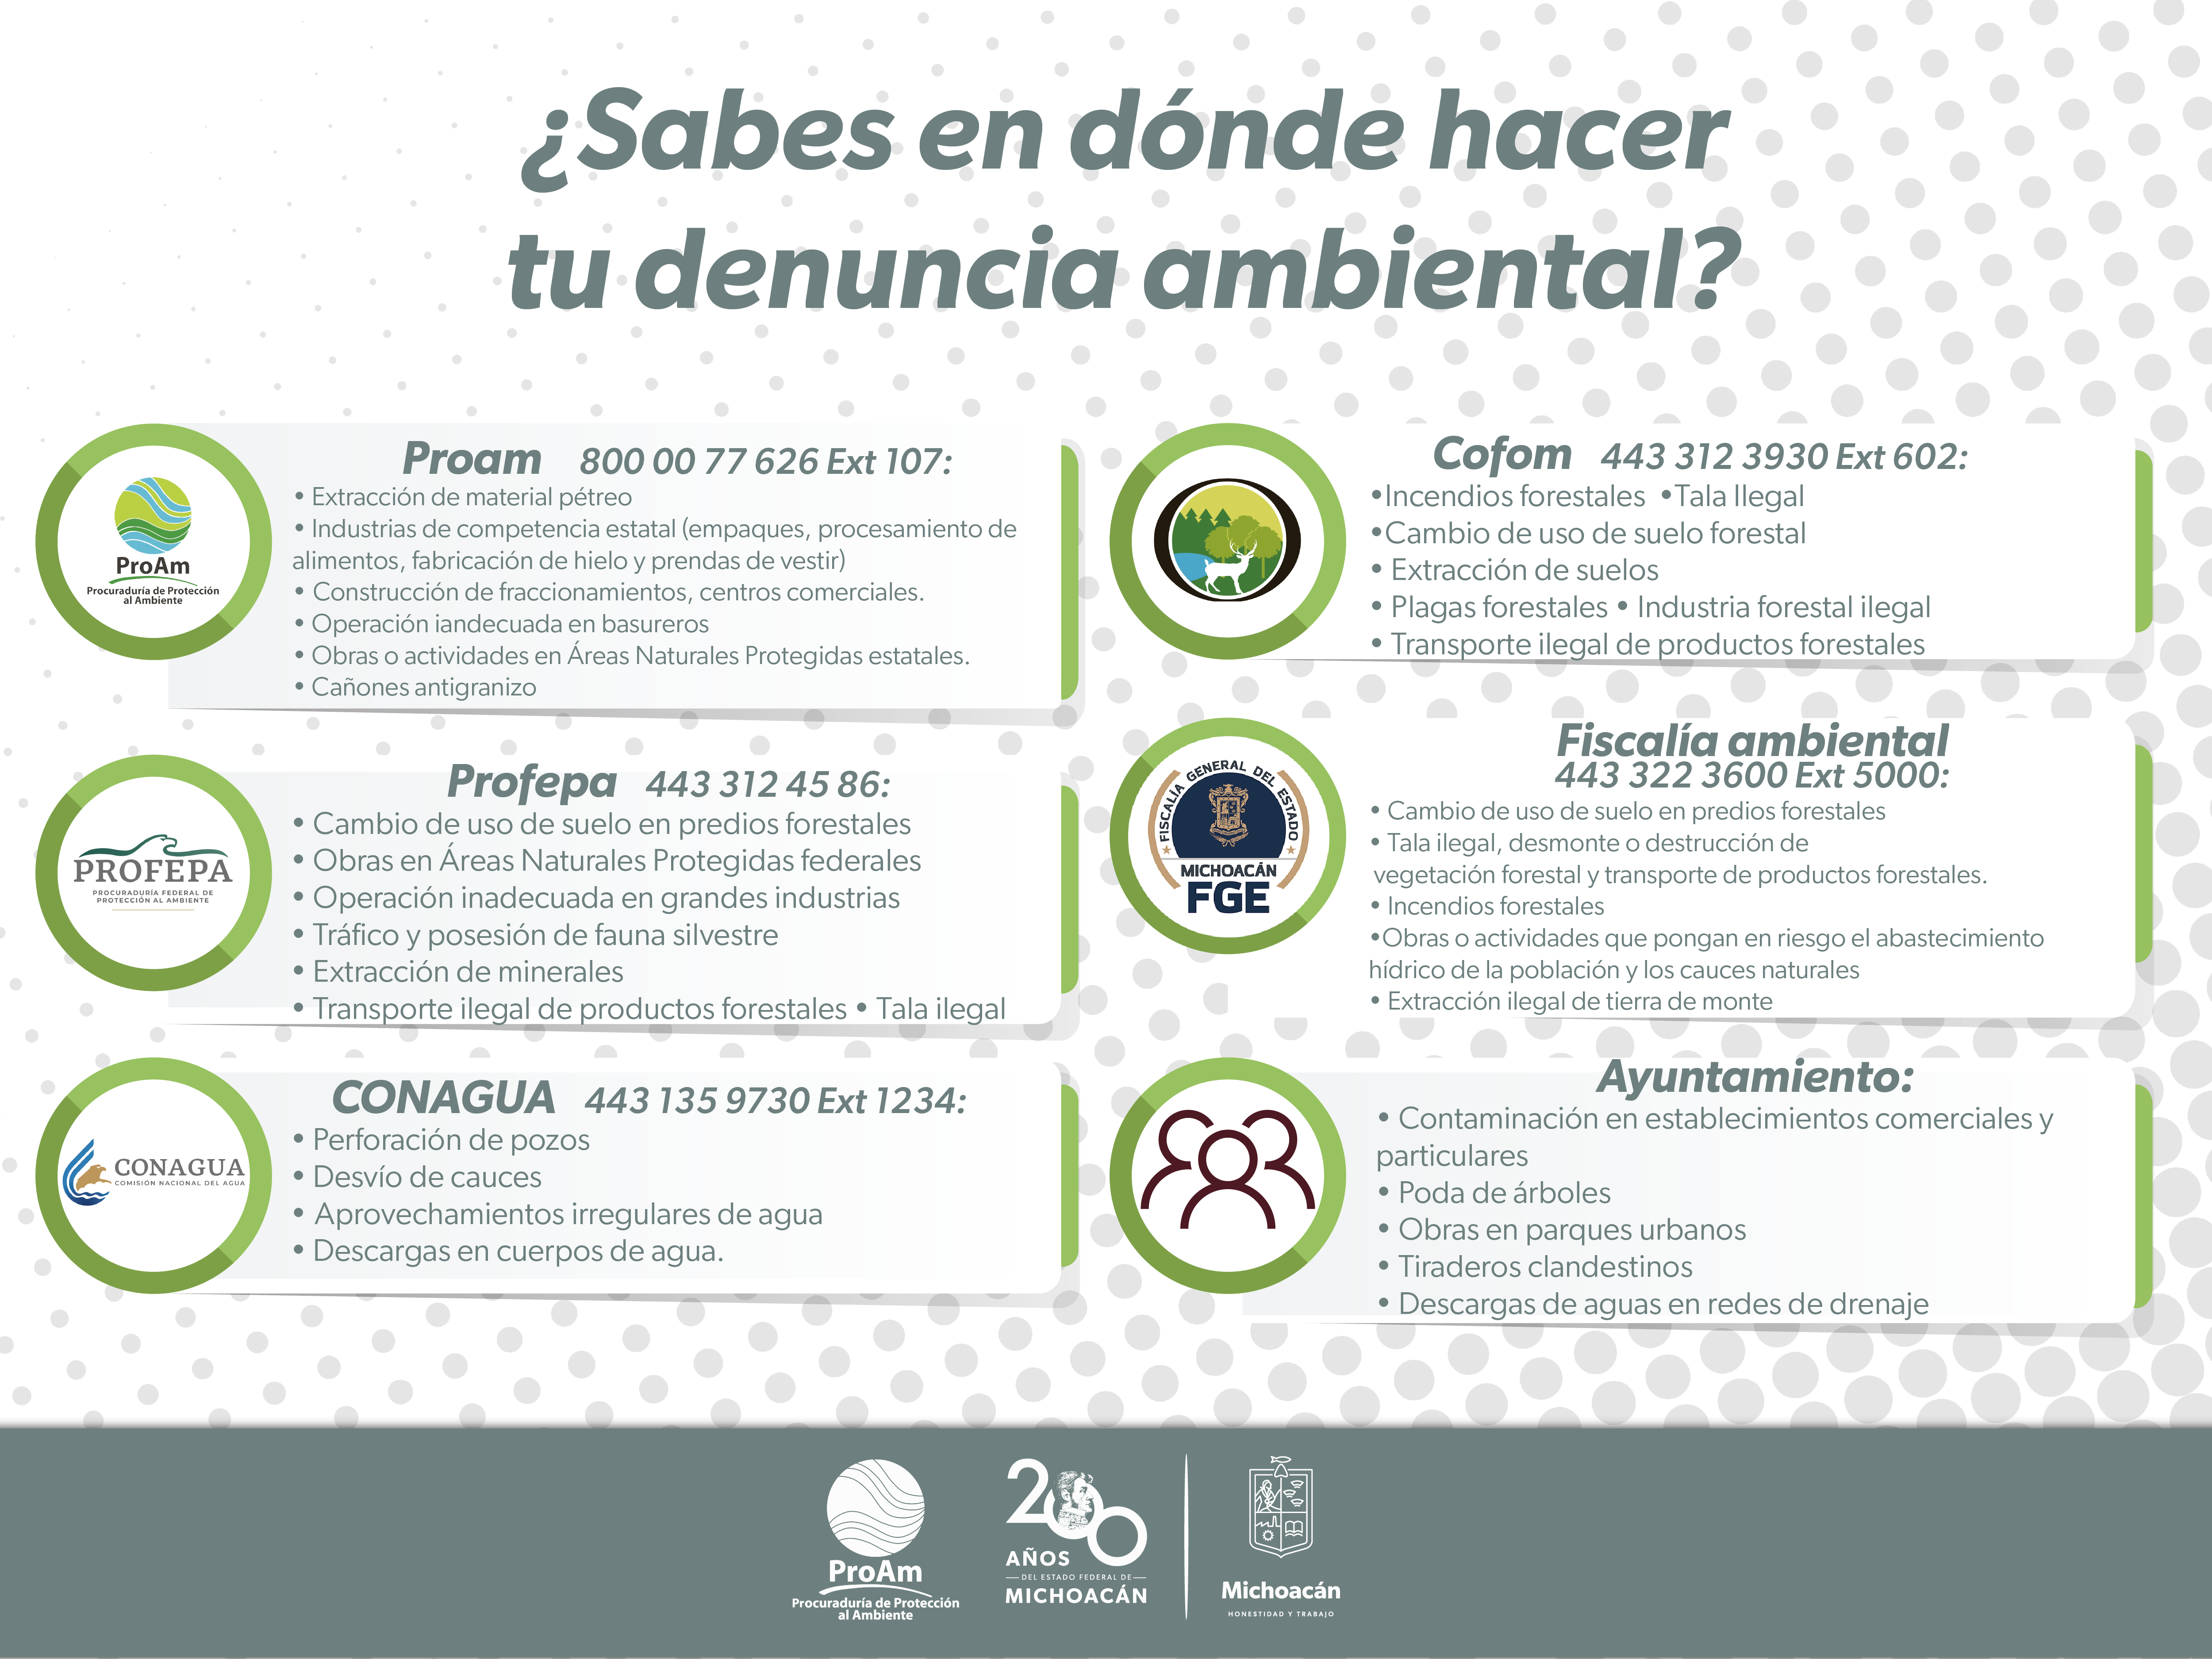 ¿Sabes en dónde hacer
tu denuncia ambiental?
ProAm
Procuraduría de Protección
al Ambiente
Proam 800 00 77 626 Ext 107:
• Extracción de material pétreo
• Industrias de competencia estatal (empaques, procesamiento de
alimentos, fabricación de hielo y prendas de vestir)
• Construcción de fraccionamientos, centros comerciales.
• Operación iandecuada en basureros
• Obras o actividades en Áreas Naturales Protegidas estatales.
• Cañones antigranizo
PROFEPA
PROCURADURÍA FEDERAL DE
PROTECCIÓN AL AMBIENTE
Profepa 443 312 45 86:
• Cambio de uso de suelo en predios forestales
• Obras en Áreas Naturales Protegidas federales
• Operación inadecuada en grandes industrias
• Tráfico y posesión de fauna silvestre
• Extracción de minerales
• Transporte ilegal de productos forestales • Tala ilegal
CONAGUA
COMISIÓN NACIONAL DEL AGUA
CONAGUA 443 135 9730 Ext 1234:
• Perforación de pozos
• Desvío de cauces
• Aprovechamientos irregulares de agua
• Descargas en cuerpos de agua.
Cofom 443 312 3930 Ext 602:
•Incendios forestales •Tala Ilegal
•Cambio de uso de suelo forestal
• Extracción de suelos
• Plagas forestales • Industria forestal ilegal
• Transporte ilegal de productos forestales
FISCALÍA GENERAL DEL ESTADO
MICHOACÁN
FGE
Fiscalía ambiental
443 322 3600 Ext 5000:
• Cambio de uso de suelo en predios forestales
• Tala ilegal, desmonte o destrucción de
vegetación forestal y transporte de productos forestales.
• Incendios forestales
•Obras o actividades que pongan en riesgo el abastecimiento
hídrico de la población y los cauces naturales
• Extracción ilegal de tierra de monte
Ayuntamiento:
• Contaminación en establecimientos comerciales y
particulares
• Poda de árboles
• Obras en parques urbanos
• Tiraderos clandestinos
• Descargas de aguas en redes de drenaje
ProAm
Procuraduría de Protección
al Ambiente
200
AÑOS
DEL ESTADO FEDERAL DE
MICHOACÁN
Michoacán
HONESTIDAD Y TRABAJO